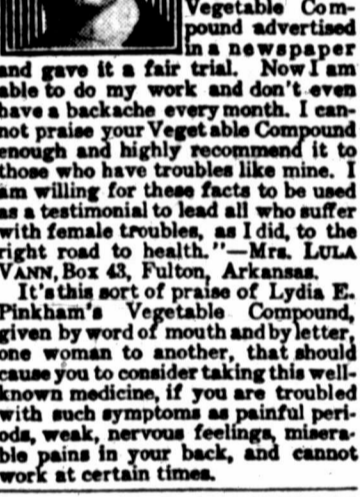 Vegetable Com-
pound advertised
in a newspaper
and gave it a fair trial. Now I am
able to do my work and don't even
have a backache every month. I can-
not praise your Vegetable Compound
enough and highly recommend it to
those who have troubles like mine. I
am willing for these facts to be used
as a testimonial to lead all who suffer
with female troubles, as I did, to the
right road to health."—Mrs. LULA
VANN, Box 43, Fulton, Arkansas.
It's this sort of praise of Lydia E.
Pinkham's Vegetable Compound,
given by word of mouth and by letter,
one woman to another, that should
cause you to consider taking this well-
known medicine, if you are troubled
with such symptoms as painful peri-
ods, weak, nervous feelings, misera-
ble pains in your back, and cannot
work at certain times.